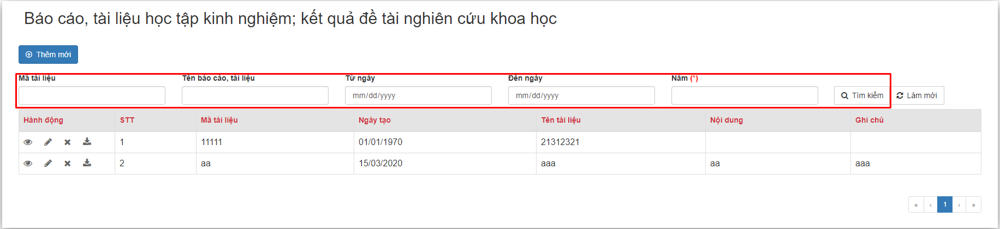 Báo cáo, tài liệu học tập kinh nghiệm; kết quả đề tài nghiên cứu khoa học
Thêm mới
Mã tài liệu Tên báo cáo, tài liệu Từ ngày Đến ngày Năm (*)
mm/dd/yyyy mm/dd/yyyy Tìm kiếm Làm mới
Hành động STT Mã tài liệu Ngày tạo Tên tài liệu Nội dung Ghi chú
1 11111 01/01/1970 21312321
2 aa 15/03/2020 aaa aa aaa
« ‹ 1 › »